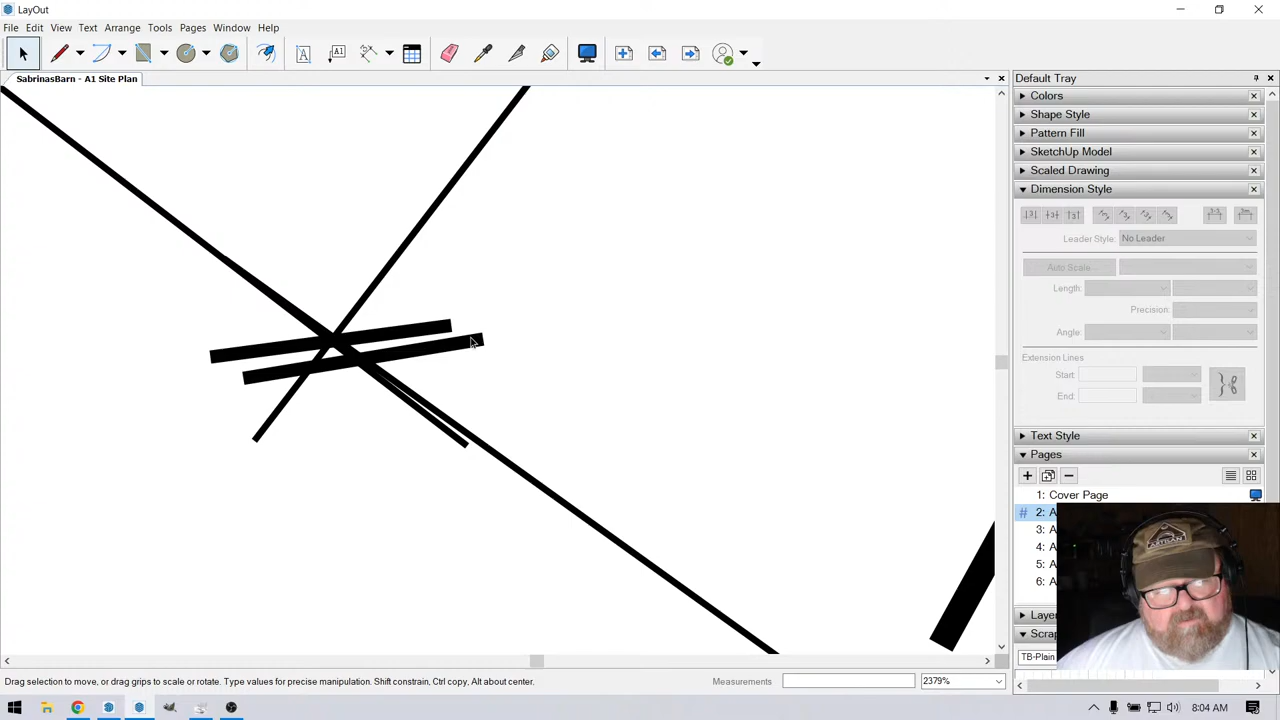 LayOut
File Edit View Text Arrange Tools Pages Window Help
A1
SabrinasBarn - A1 Site Plan
Default Tray
Colors
Shape Style
Pattern Fill
SketchUp Model
Scaled Drawing
Dimension Style
Leader Style: No Leader
Auto Scale
Length:
Precision:
Angle:
Extension Lines
Start:
End:
Text Style
Pages
1: Cover Page
# 2: A
3: A
4: A
5: A
6: A
Laye
Scra
TB-Plain
ARTISAN
Drag selection to move, or drag grips to scale or rotate. Type values for precise manipulation. Shift constrain, Ctrl copy, Alt about center.
Measurements
2379%
8:04 AM